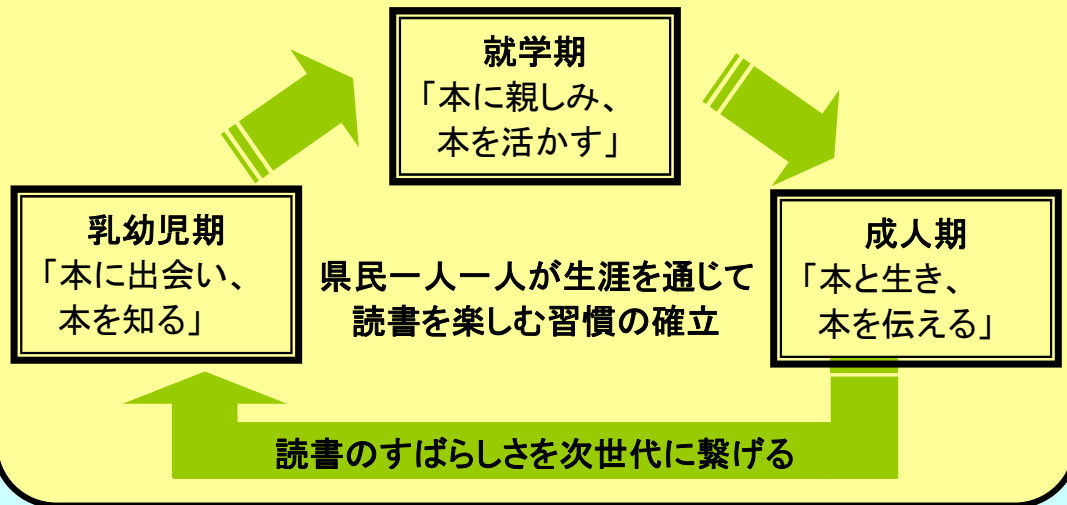 就学期
「本に親しみ、
本を活かす」
乳幼児期
「本に出会い、
本を知る」
県民一人一人が生涯を通じて
読書を楽しむ習慣の確立
成人期
「本と生き、
本を伝える」
読書のすばらしさを次世代に繋げる